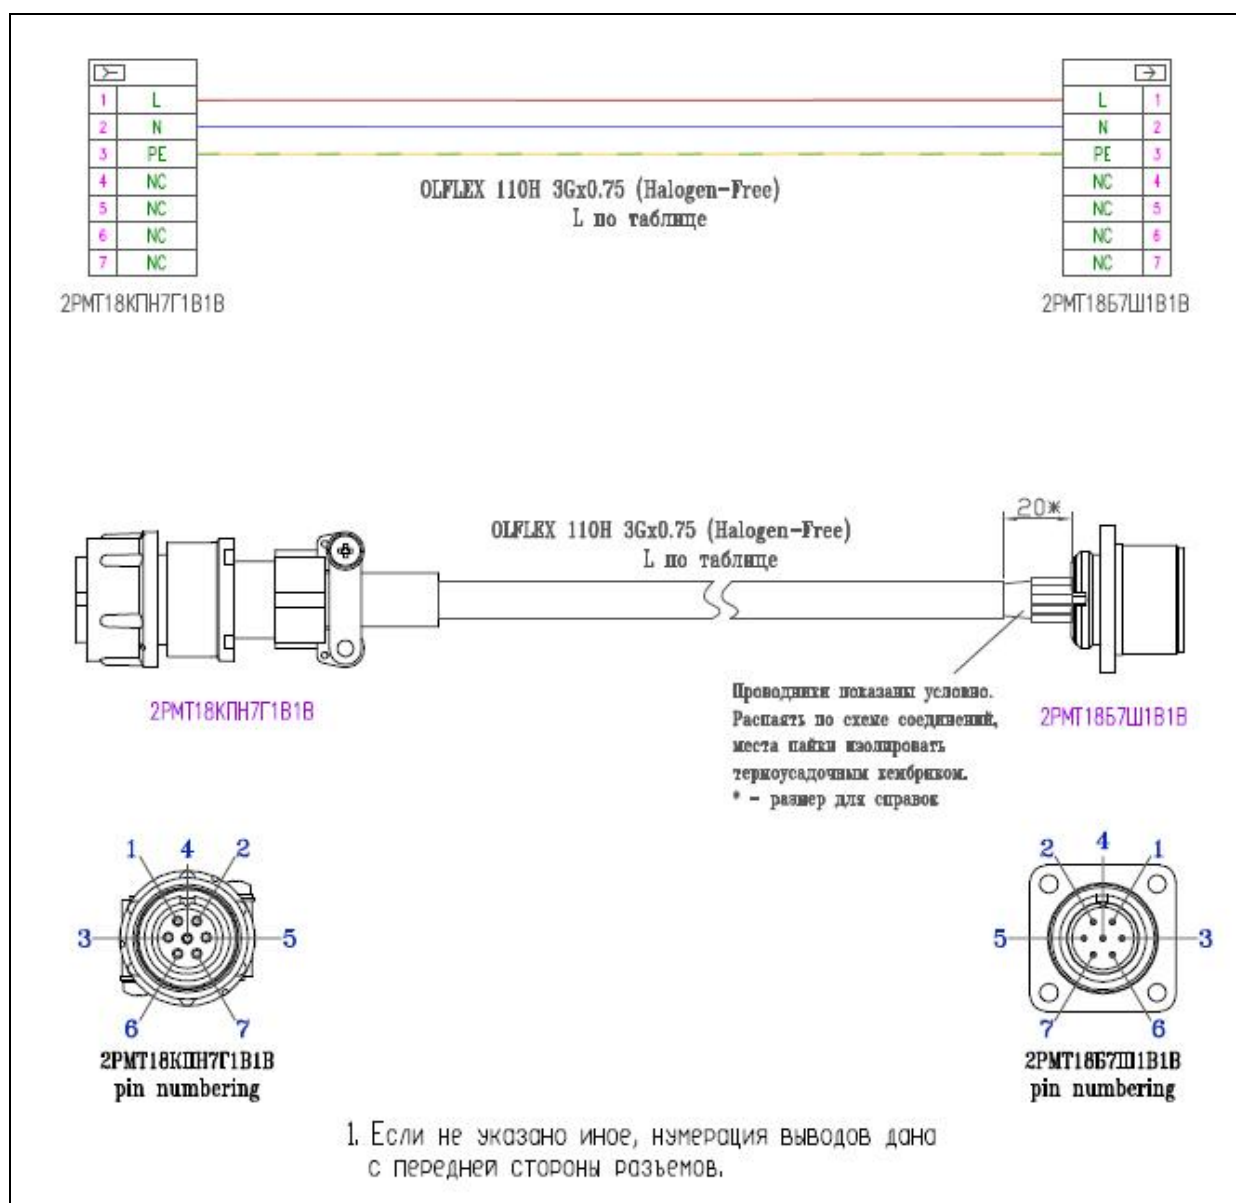 1 L L 1
2 N N 2
3 PE PE 3
4 NC NC 4
5 NC NC 5
6 NC NC 6
7 NC NC 7
OLFLEX 110H 3Gx0.75 (Halogen-Free)
L по таблице
2РМТ18КПН7Г1В1В
2РМТ18Б7Ш1В1В
20*
OLFLEX 110H 3Gx0.75 (Halogen-Free)
L по таблице
2РМТ18КПН7Г1В1В
Проводники показаны условно.
Распаять по схеме соединений,
места пайки изолировать
термоусадочным кембриком.
* - размер для справок
2РМТ18Б7Ш1В1В
1 4 2
3 5
6 7
2РМТ18КПН7Г1В1В
pin numbering
2 4 1
5 3
7 6
2РМТ18Б7Ш1В1В
pin numbering
1. Если не указано иное, нумерация выводов дана
с передней стороны разъемов.